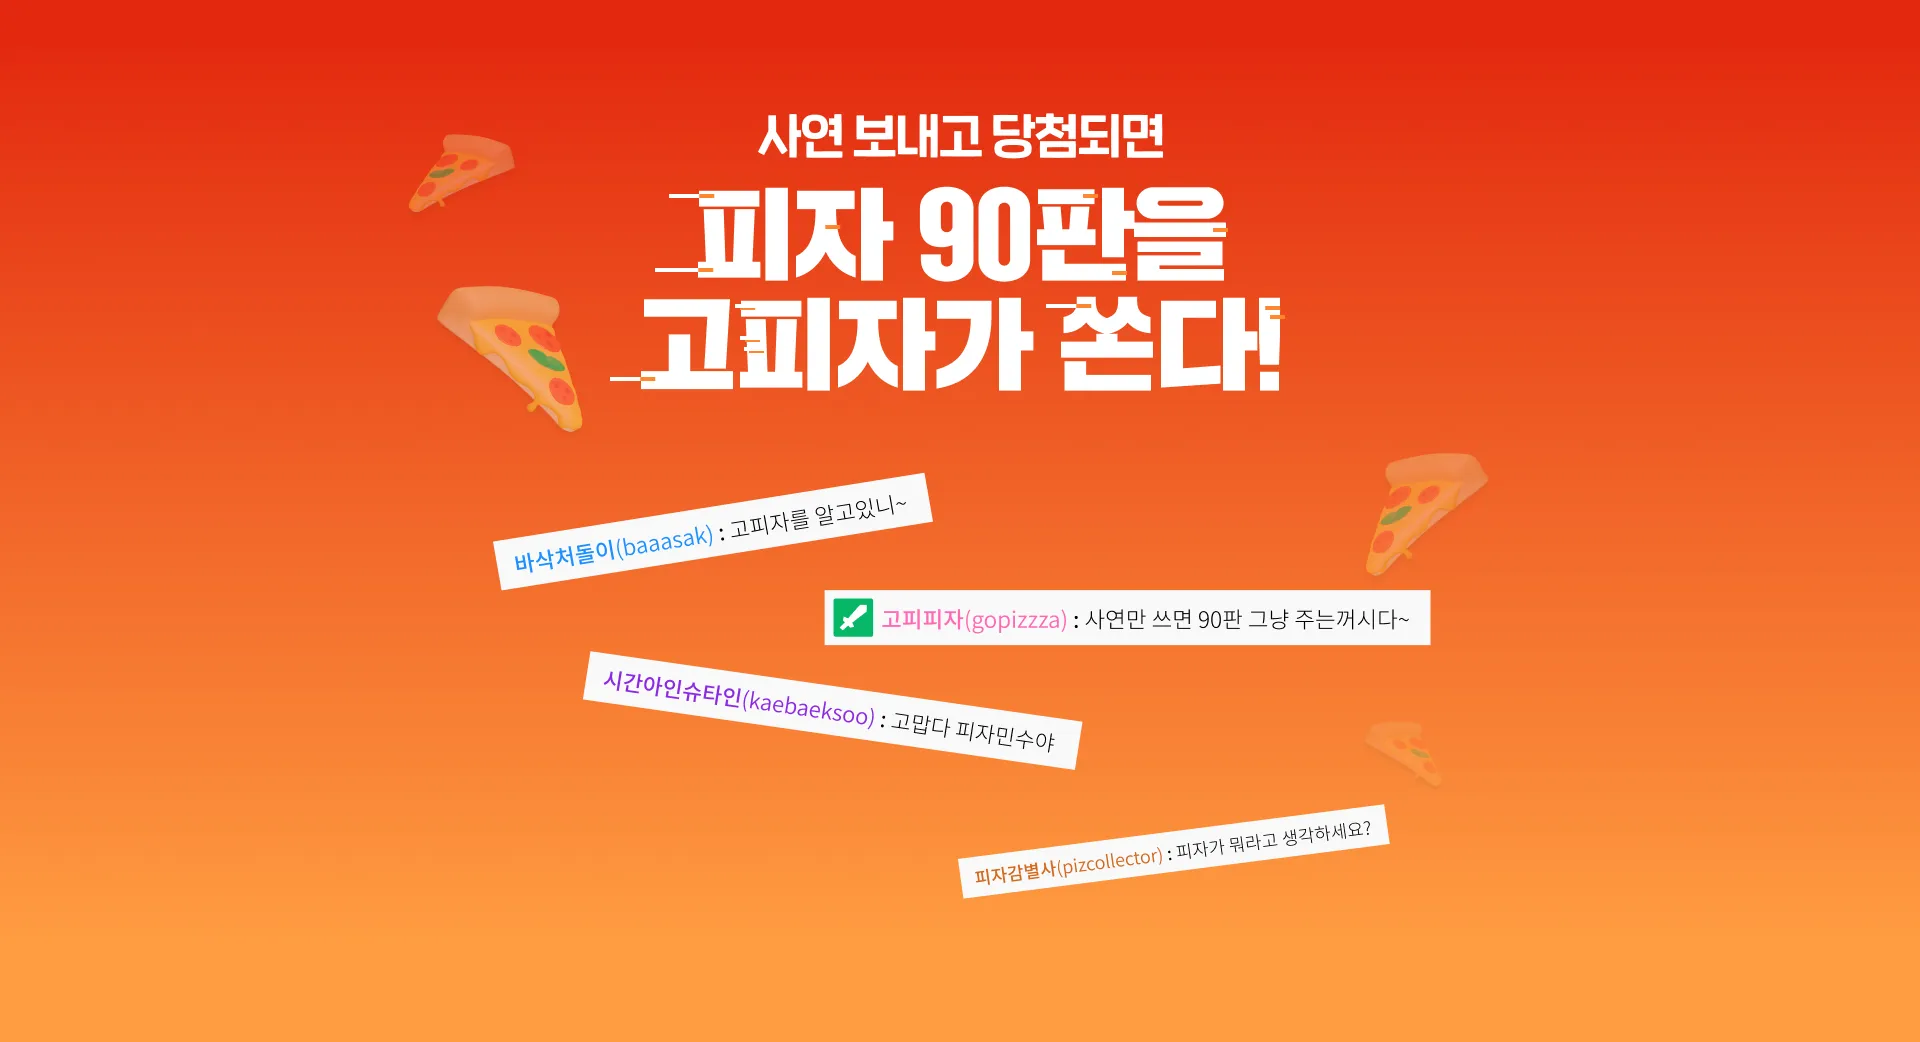 사연 보내고 당첨되면
피자 90판을
고피자가 쏜다!
바삭처돌이(baaasak) : 고피자를 알고있니~
고피피자(gopizzza) : 사연만 쓰면 90판 그냥 주는꺼시다~
시간아인슈타인(kaebaeksoo) : 고맙다 피자민수야
피자감별사(pizcollector) : 피자가 뭐라고 생각하세요?